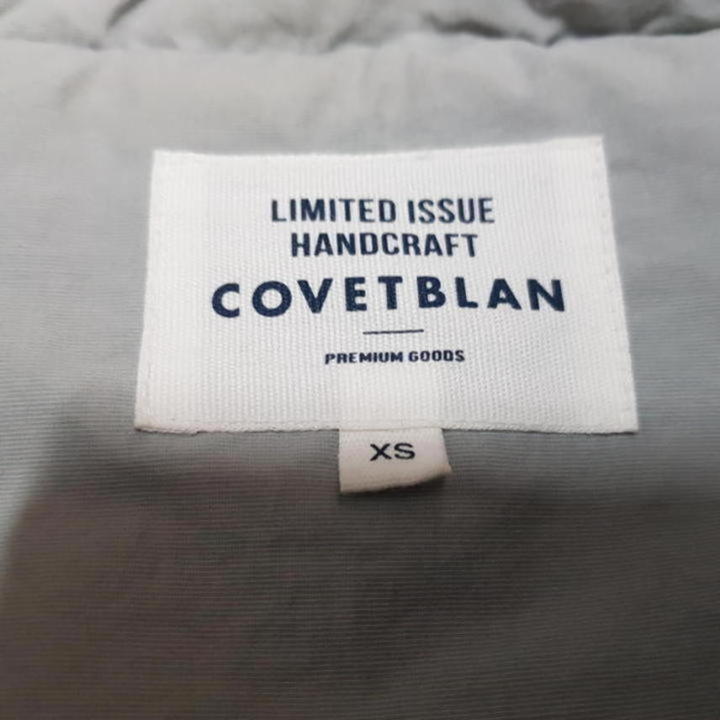 LIMITED ISSUE
HANDCRAFT
COVETBLAN
PREMIUM GOODS
XS